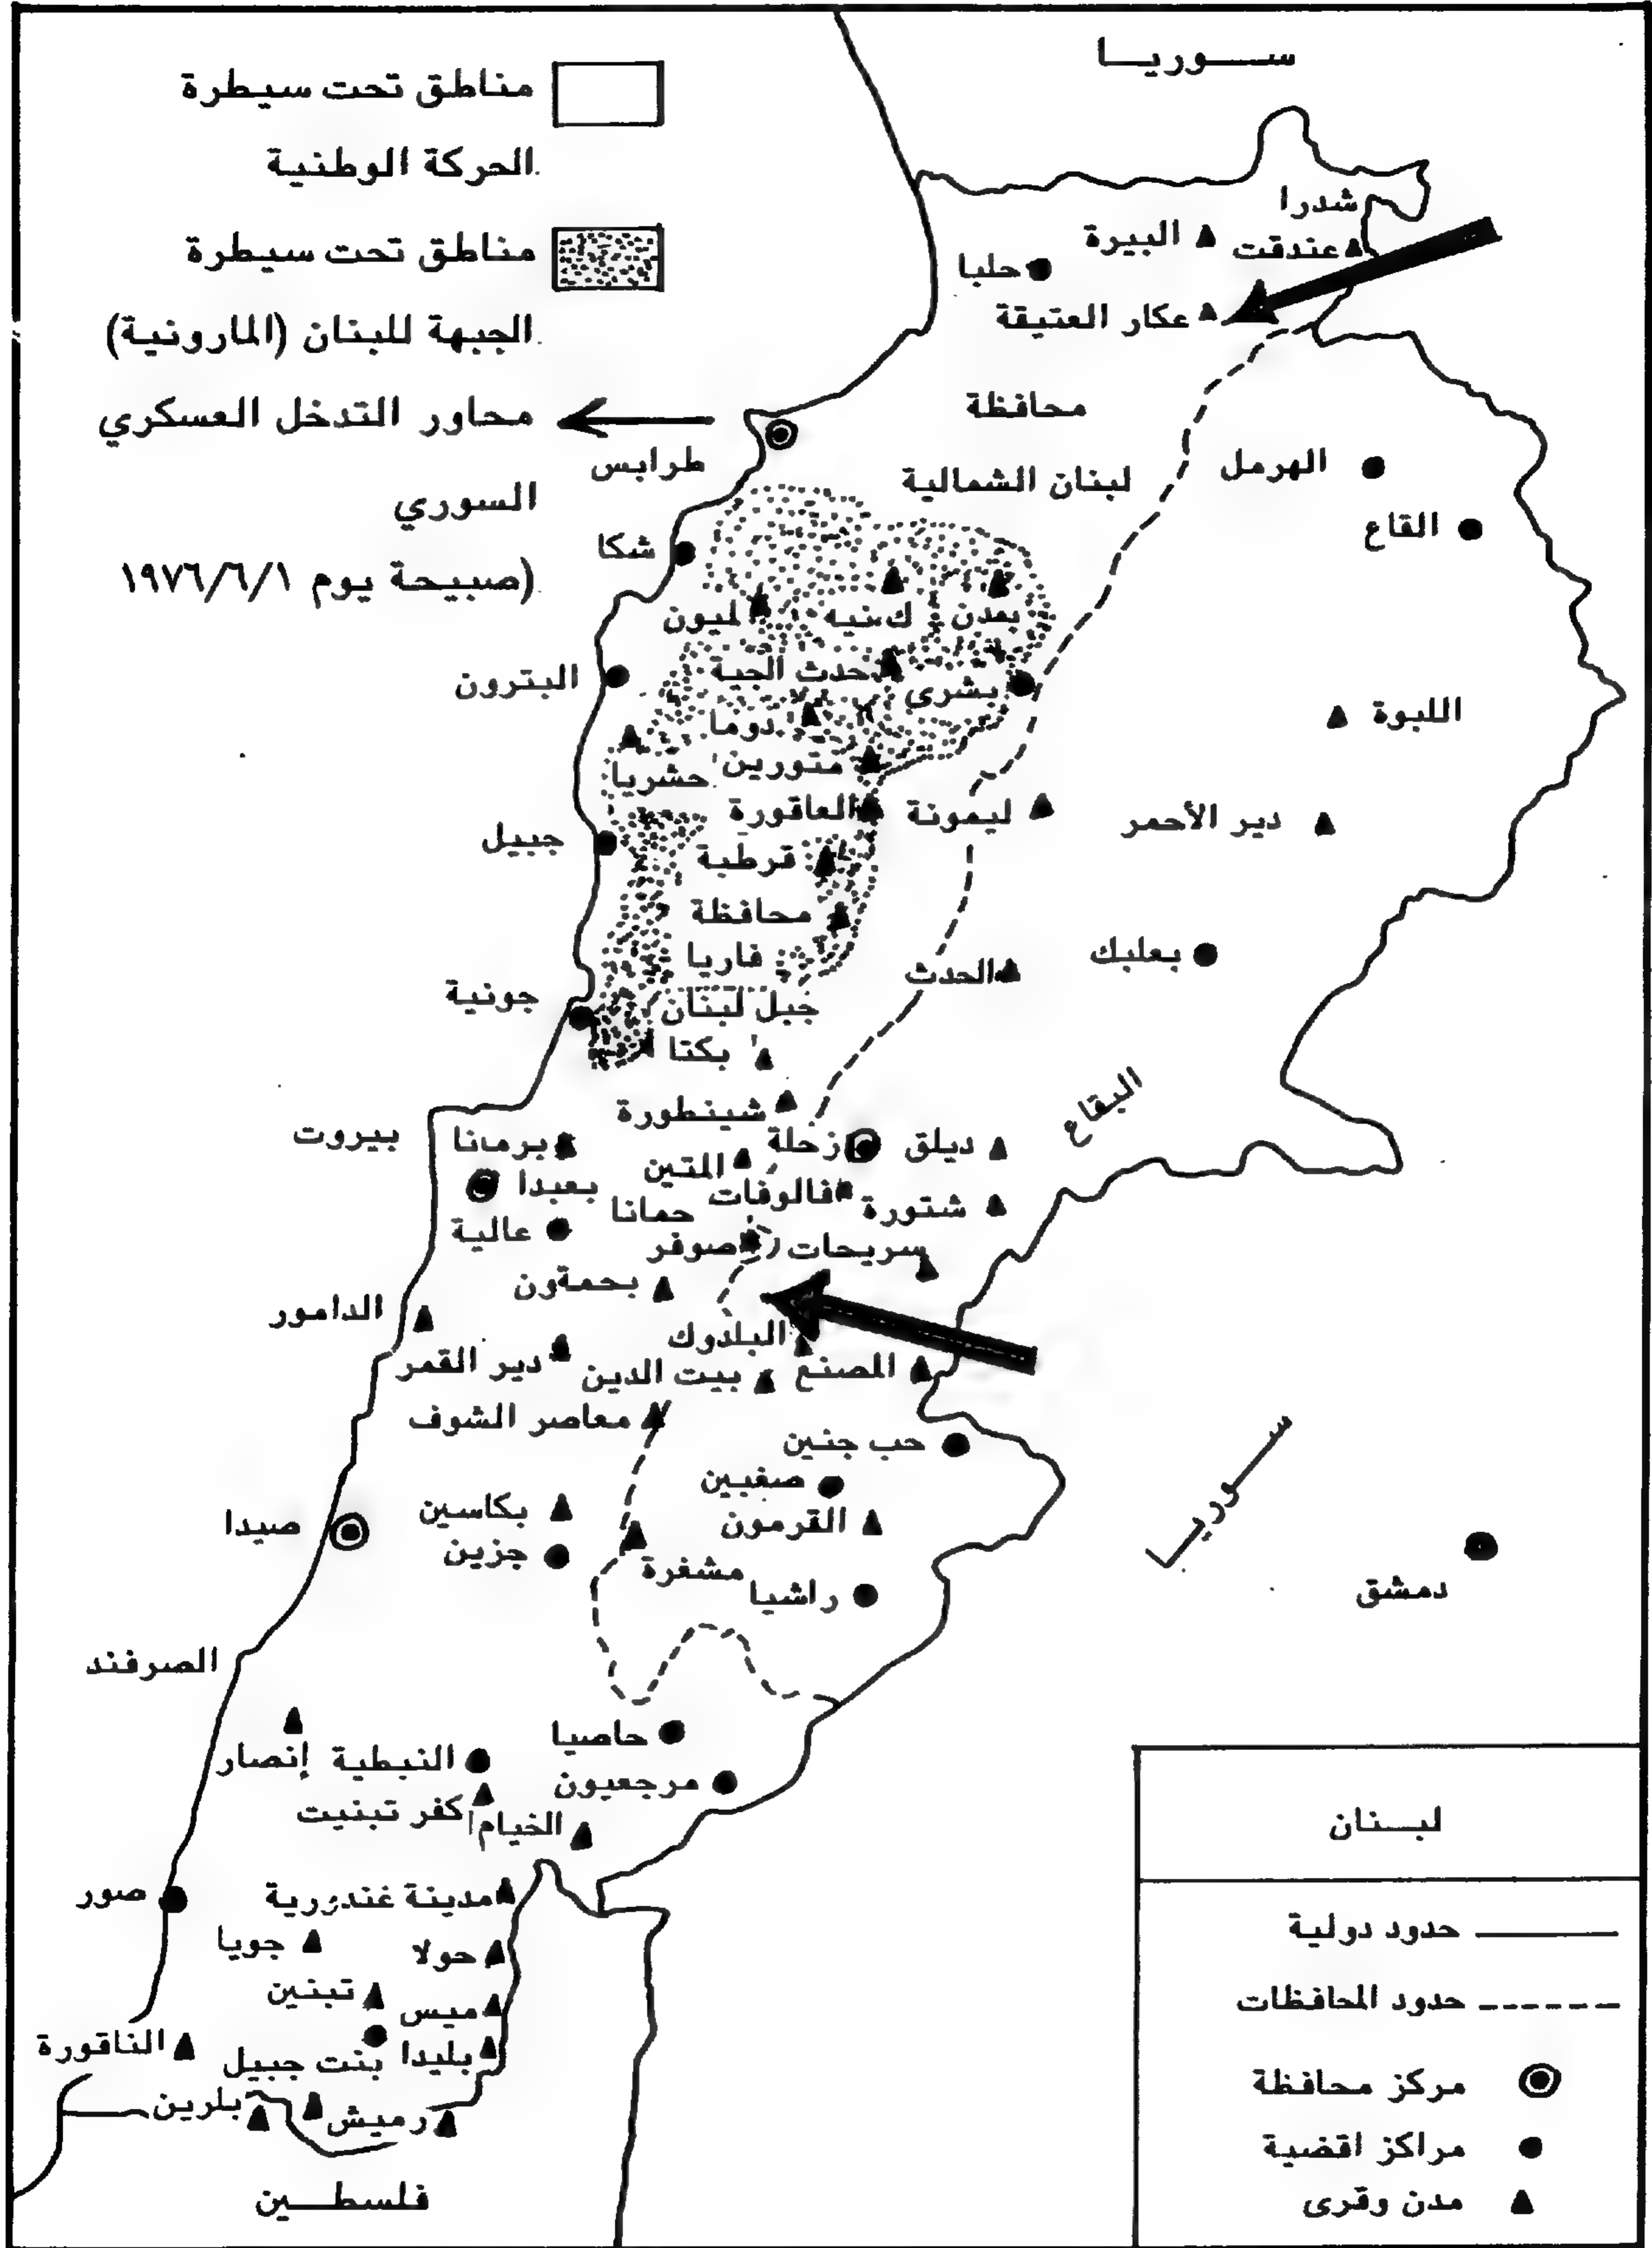 سـوريـا
مناطق تحت سيطرة
الحركة الوطنية
مناطق تحت سيطرة
الجبهة للبنان (المارونية)
محاور التدخل العسكري
السوري
(صبيحة يوم ١٩٧٦/٦/١
شدرا
البيرة
عندقت
حلبا
عكار العتيقة
محافظة
لبنان الشمالية
طرابس
الهرمل
القاع
شكا
بعدن
لميون
البترون
حدث الجبة
بشرى
اللبوة
دوما
متورين
حشريا
العاقورة
ليمونة
دير الأحمر
جبيل
قرطبة
محافظة
فاريا
الحدث
بعلبك
جونية
جبل لبنان
بكتا
البقاع
شينطورة
بيروت
برمانا
المتين
زحلة
ديلق
بعبدا
فالوفات
حمانا
شتورة
عالية
صوفر
سريحات
بحمدون
الدامور
البلدوك
دير القمر
بيت الدين
المصنع
معاصر الشوف
حب جنين
صغبين
سـوريـا
بكاسين
القرمون
صيدا
جزين
مشغرة
راشيا
دمشق
الصرفند
حاصيا
إنصار
النبطية
مرجعيون
كفر تبنيت
الخيام
صور
مدينة غندورية
جويا
حولا
تبنين
ميس
الناقورة
بنت جبيل
بليدا
بلرين
رميش
فلسطـين
لبـنان
حدود دولية
حدود المحافظات
مركز محافظة
مراكز اقضية
مدن وقرى